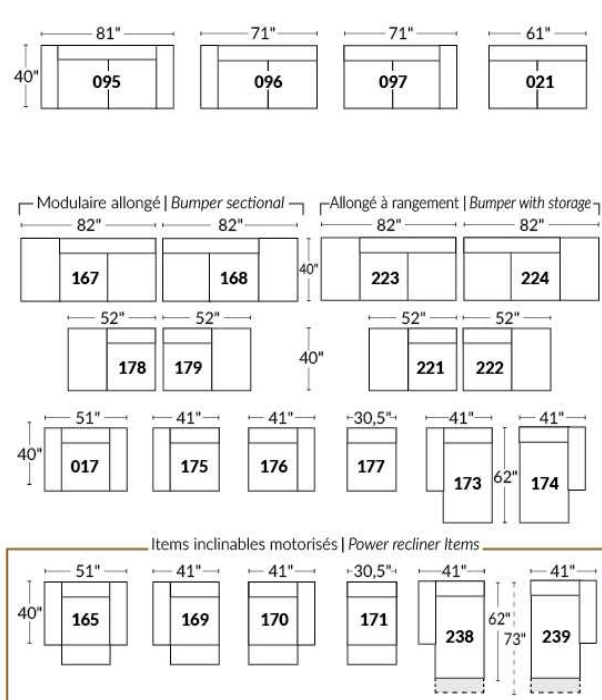 81" 71" 71" 61"
40" 095 096 097 021
Modulaire allongé | Bumper sectional Allongé à rangement | Bumper with storage
82" 82" 82" 82"
167 168 40" 223 224
52" 52" 52" 52"
178 179 40" 221 222
51" 41" 41" 30,5" 41" 41"
40" 017 175 176 177 173 62" 174
Items inclinables motorisés | Power recliner Items
51" 41" 41" 30,5" 41" 41"
40" 165 169 170 171 238 62" 73" 239